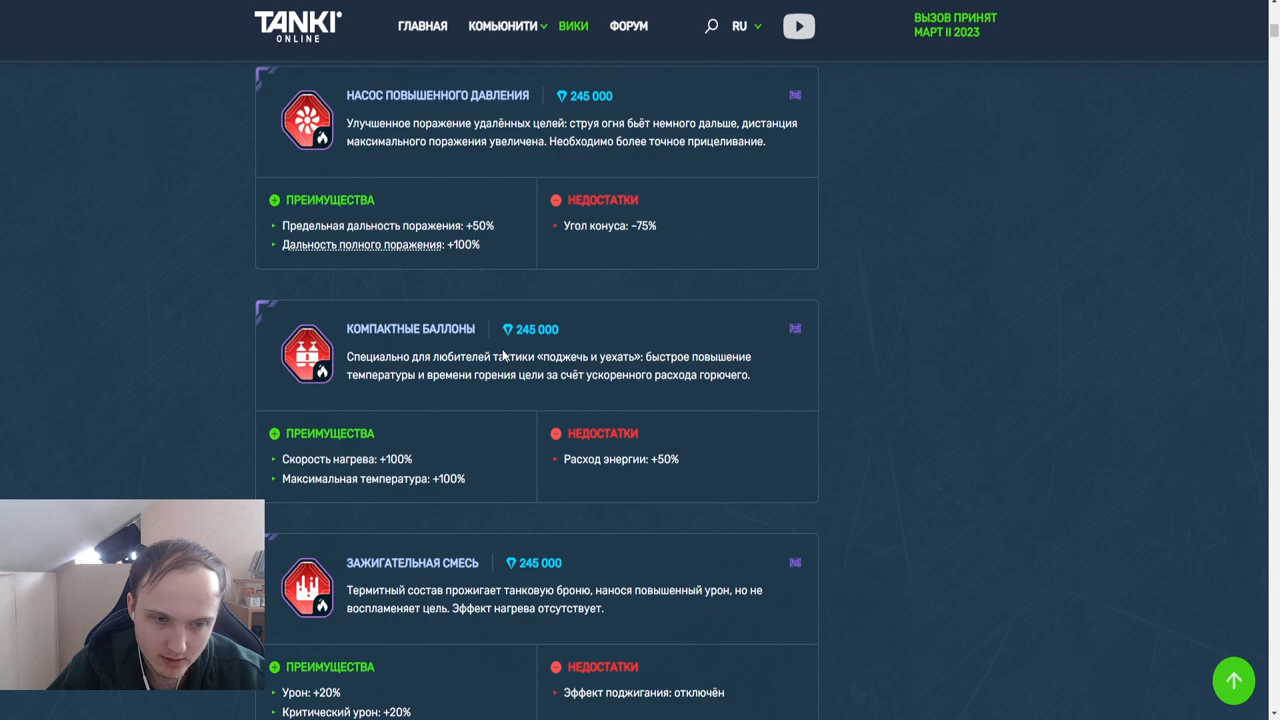 TANKI
ONLINE
ГЛАВНАЯ
КОМЬЮНИТИ
ВИКИ
ФОРУМ
RU
ВЫЗОВ ПРИНЯТ
МАРТ II 2023
НАСОС ПОВЫШЕННОГО ДАВЛЕНИЯ
245 000
Улучшенное поражение удалённых целей: струя огня бьёт немного дальше, дистанция
максимального поражения увеличена. Необходимо более точное прицеливание.
ПРЕИМУЩЕСТВА
Предельная дальность поражения: +50%
Дальность полного поражения: +100%
НЕДОСТАТКИ
Угол конуса: −75%
КОМПАКТНЫЕ БАЛЛОНЫ
245 000
Специально для любителей тактики «поджечь и уехать»: быстрое повышение
температуры и времени горения цели за счёт ускоренного расхода горючего.
ПРЕИМУЩЕСТВА
Скорость нагрева: +100%
Максимальная температура: +100%
НЕДОСТАТКИ
Расход энергии: +50%
ЗАЖИГАТЕЛЬНАЯ СМЕСЬ
245 000
Термитный состав прожигает танковую броню, нанося повышенный урон, но не
воспламеняет цель. Эффект нагрева отсутствует.
ПРЕИМУЩЕСТВА
Урон: +20%
Критический урон: +20%
НЕДОСТАТКИ
Эффект поджигания: отключён